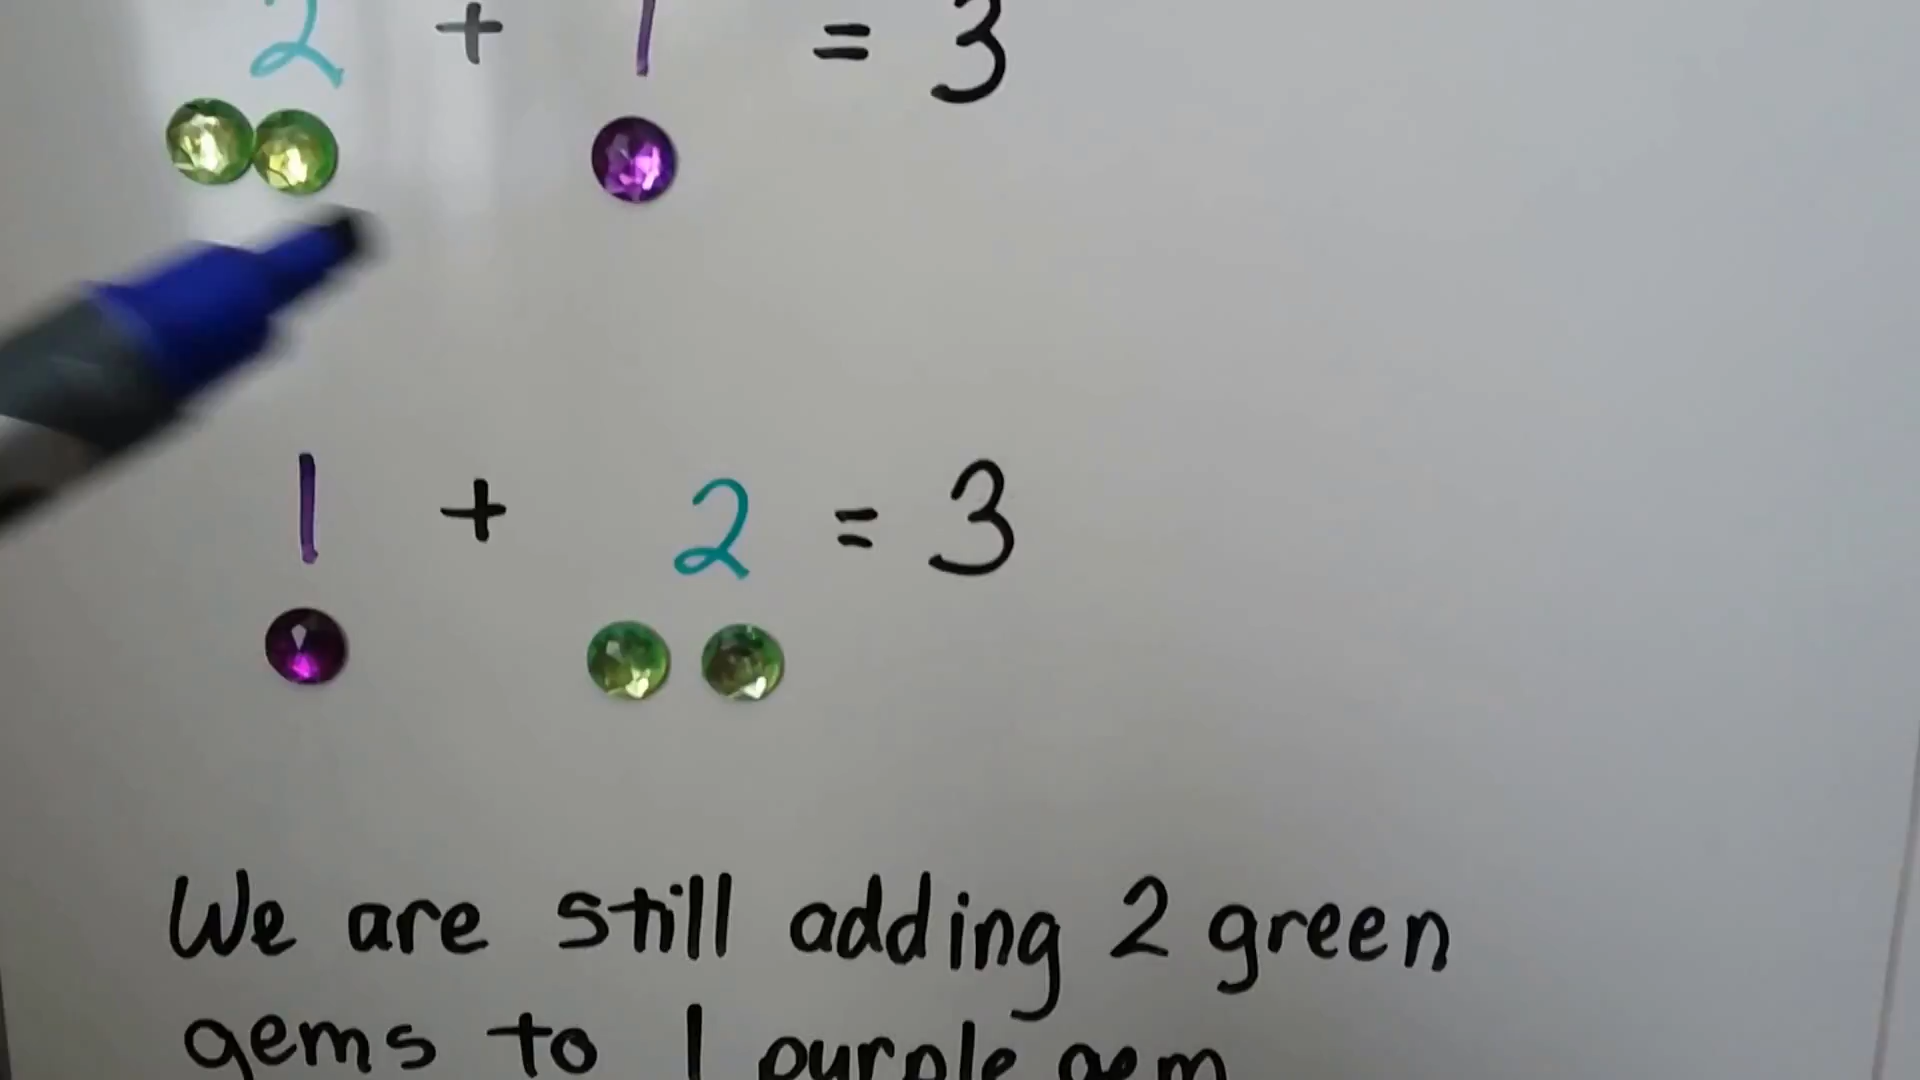 2 + 1 = 3
1 + 2 = 3
We are still adding 2 green
gems to 1 purple gem